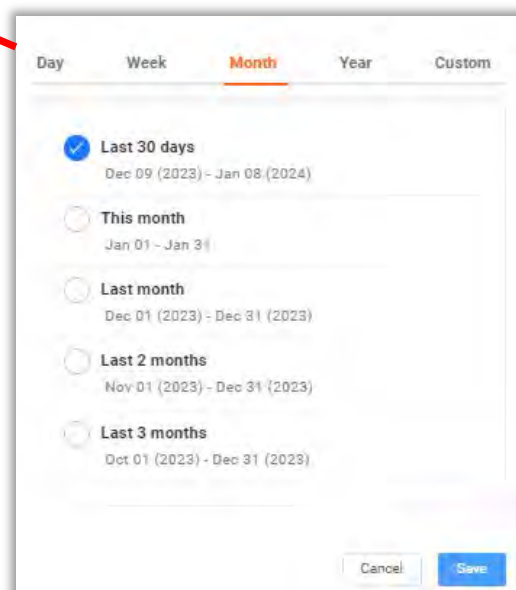 Day Week Month Year Custom
Last 30 days
Dec 09 (2023) - Jan 08 (2024)
This month
Jan 01 - Jan 31
Last month
Dec 01 (2023) - Dec 31 (2023)
Last 2 months
Nov 01 (2023) - Dec 31 (2023)
Last 3 months
Oct 01 (2023) - Dec 31 (2023)
Cancel Save